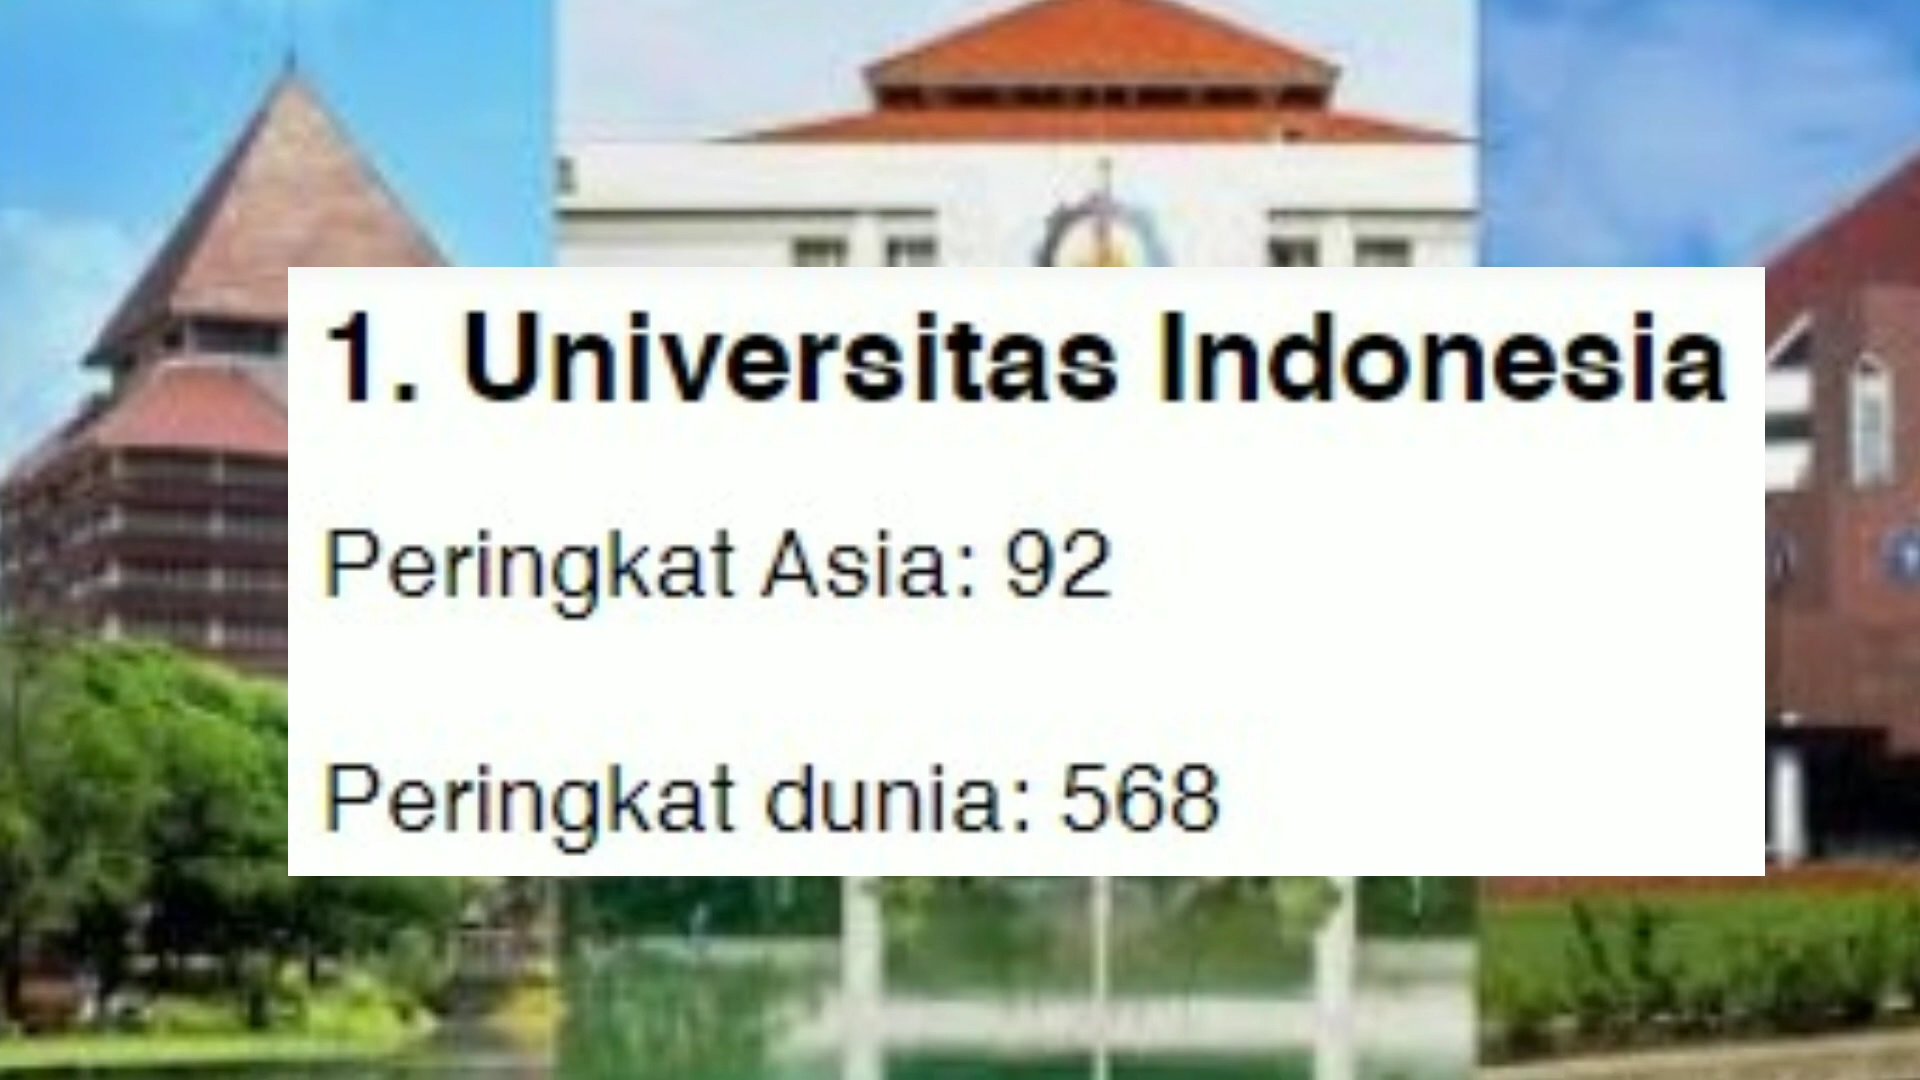 1. Universitas Indonesia
Peringkat Asia: 92
Peringkat dunia: 568